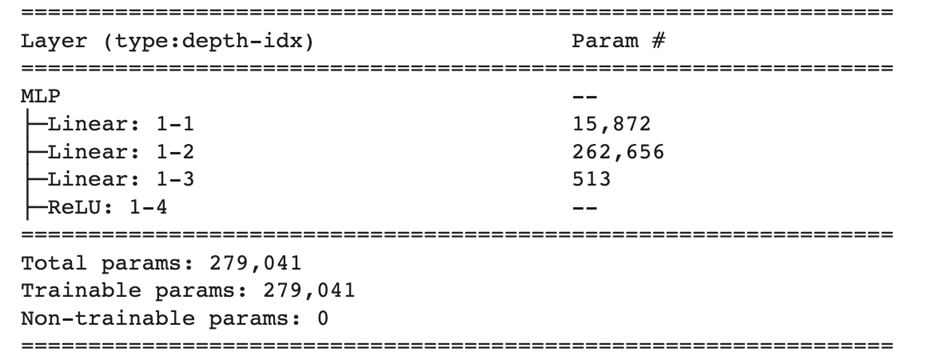 =================================================================
Layer (type:depth-idx)                   Param #
=================================================================
MLP                                      --
├─Linear: 1-1                            15,872
├─Linear: 1-2                            262,656
├─Linear: 1-3                            513
├─ReLU: 1-4                              --
=================================================================
Total params: 279,041
Trainable params: 279,041
Non-trainable params: 0
=================================================================